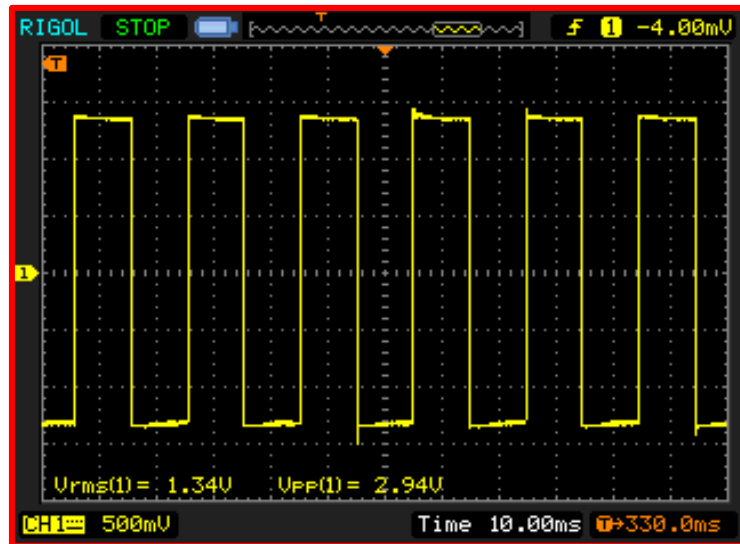 RIGOL STOP T 1 -4.00mV
T
1
Vrms(1)= 1.34V Vpp(1)= 2.94V
CH1 500mV Time 10.00ms T→330.0ms